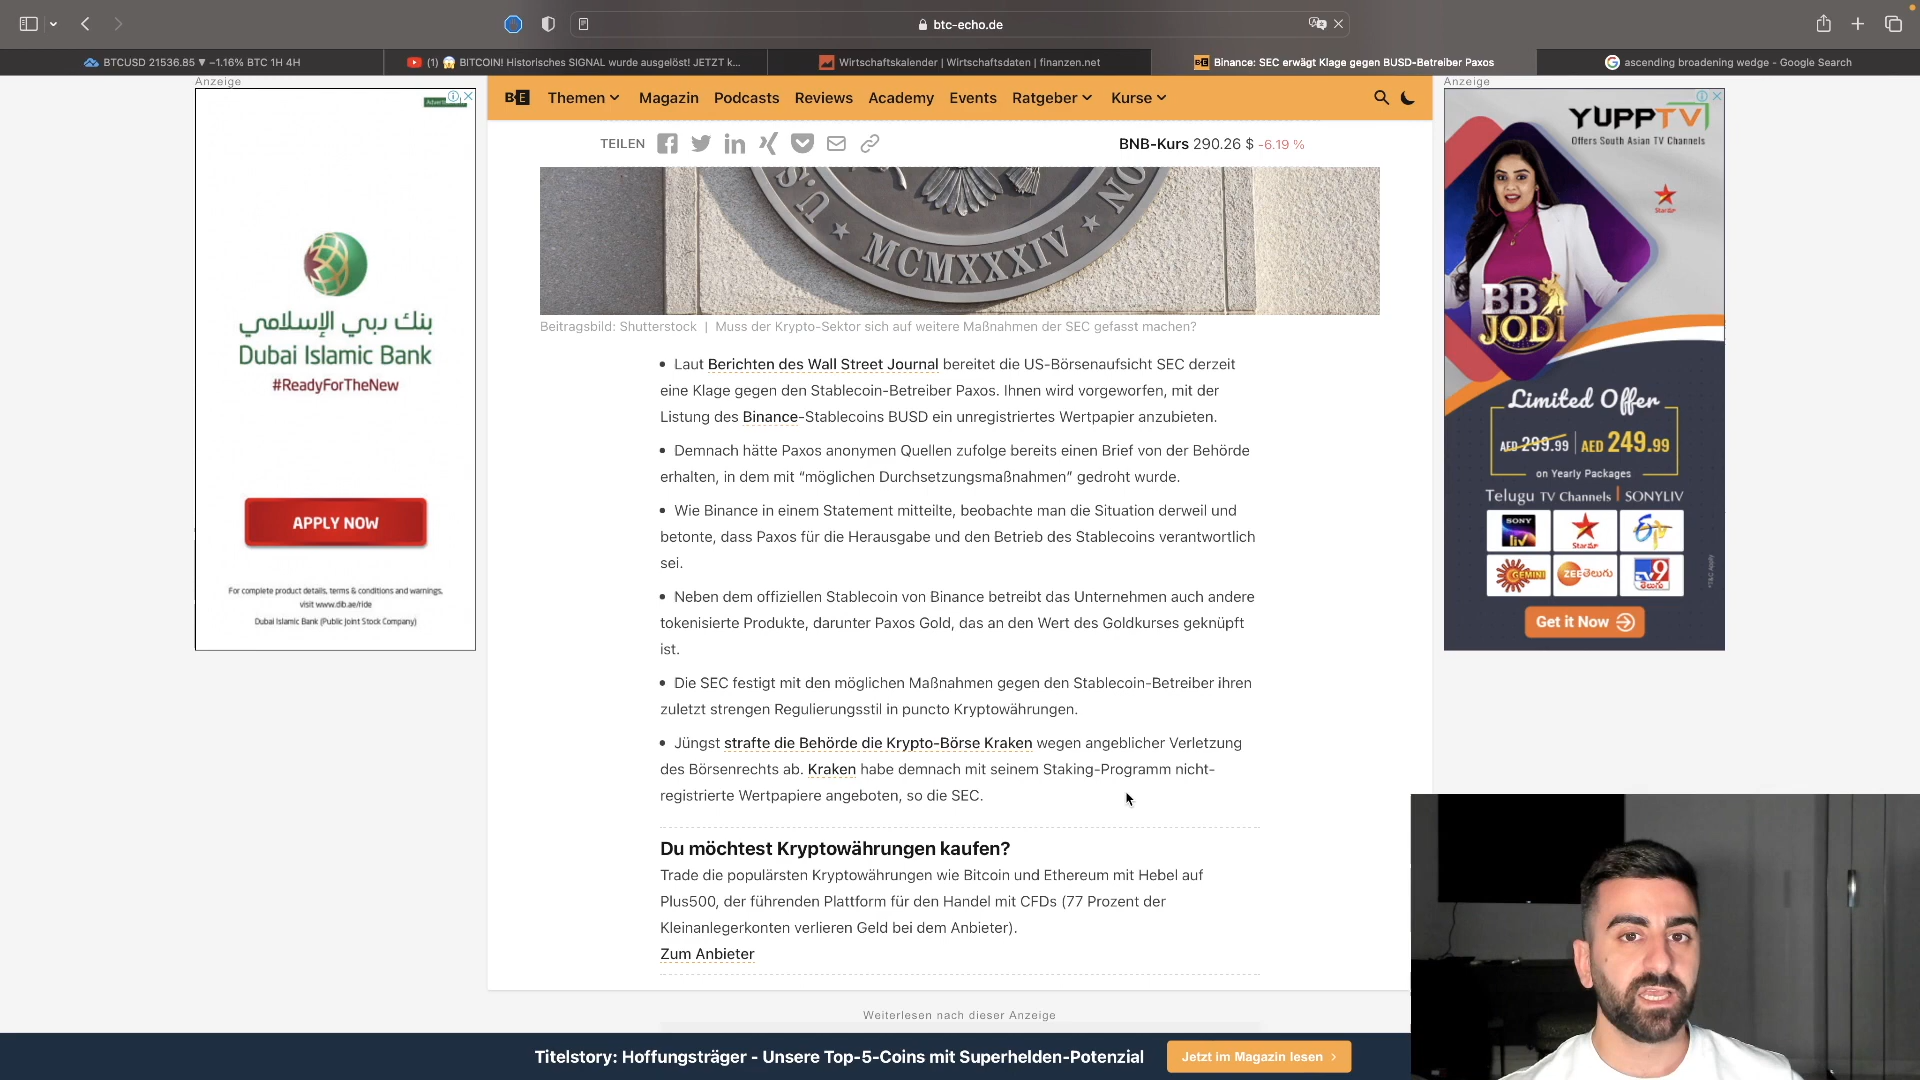 btc-echo.de
BTCUSD 21536.85 ▼ −1.16% BTC 1H 4H
(1) 😱 BITCOIN! Historisches SIGNAL wurde ausgelöst! JETZT k...
Wirtschaftskalender | Wirtschaftsdaten | finanzen.net
Binance: SEC erwägt Klage gegen BUSD-Betreiber Paxos
ascending broadening wedge - Google Search
Anzeige
بنك دبي الإسلامي
Dubai Islamic Bank
#ReadyForTheNew
APPLY NOW
For complete product details, terms & conditions and warnings,
visit www.dib.ae/ride
Dubai Islamic Bank (Public Joint Stock Company)
B•E Themen Magazin Podcasts Reviews Academy Events Ratgeber Kurse
TEILEN
BNB-Kurs 290.26 $ -6.19 %
U.S.
ON
MCMXXXIV
Beitragsbild: Shutterstock | Muss der Krypto-Sektor sich auf weitere Maßnahmen der SEC gefasst machen?
• Laut Berichten des Wall Street Journal bereitet die US-Börsenaufsicht SEC derzeit
eine Klage gegen den Stablecoin-Betreiber Paxos. Ihnen wird vorgeworfen, mit der
Listung des Binance-Stablecoins BUSD ein unregistriertes Wertpapier anzubieten.
• Demnach hätte Paxos anonymen Quellen zufolge bereits einen Brief von der Behörde
erhalten, in dem mit “möglichen Durchsetzungsmaßnahmen” gedroht wurde.
• Wie Binance in einem Statement mitteilte, beobachte man die Situation derweil und
betonte, dass Paxos für die Herausgabe und den Betrieb des Stablecoins verantwortlich
sei.
• Neben dem offiziellen Stablecoin von Binance betreibt das Unternehmen auch andere
tokenisierte Produkte, darunter Paxos Gold, das an den Wert des Goldkurses geknüpft
ist.
• Die SEC festigt mit den möglichen Maßnahmen gegen den Stablecoin-Betreiber ihren
zuletzt strengen Regulierungsstil in puncto Kryptowährungen.
• Jüngst strafte die Behörde die Krypto-Börse Kraken wegen angeblicher Verletzung
des Börsenrechts ab. Kraken habe demnach mit seinem Staking-Programm nicht-
registrierte Wertpapiere angeboten, so die SEC.
Du möchtest Kryptowährungen kaufen?
Trade die populärsten Kryptowährungen wie Bitcoin und Ethereum mit Hebel auf
Plus500, der führenden Plattform für den Handel mit CFDs (77 Prozent der
Kleinanlegerkonten verlieren Geld bei dem Anbieter).
Zum Anbieter
Weiterlesen nach dieser Anzeige
Titelstory: Hoffnungsträger - Unsere Top-5-Coins mit Superhelden-Potenzial
Jetzt im Magazin lesen
Anzeige
YUPPTV
Offers South Asian TV Channels
BB
JODi
Limited Offer
AED 299.99 | AED 249.99
on Yearly Packages
Telugu TV Channels | SONYLIV
SONY
liv
GEMINI
ZEEతెలుగు
TV9
తెలుగు
*T&C Apply
Get it Now